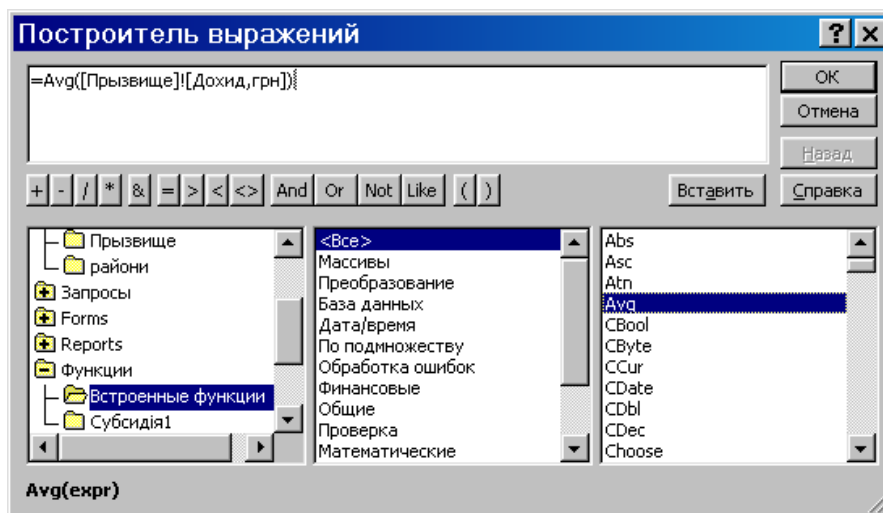 Построитель выражений
=Avg([Прызвище]![Дохид,грн])
ОК
Отмена
Назад
+ - / * & = > < <> And Or Not Like ( ) Вставить Справка
Прызвище
райони
Запросы
Forms
Reports
Функции
Встроенные функции
Субсидія1
<Все>
Массивы
Преобразование
База данных
Дата/время
По подмножеству
Обработка ошибок
Финансовые
Общие
Проверка
Математические
Abs
Asc
Atn
Avg
CBool
CByte
CCur
CDate
CDbl
CDec
Choose
Avg(expr)